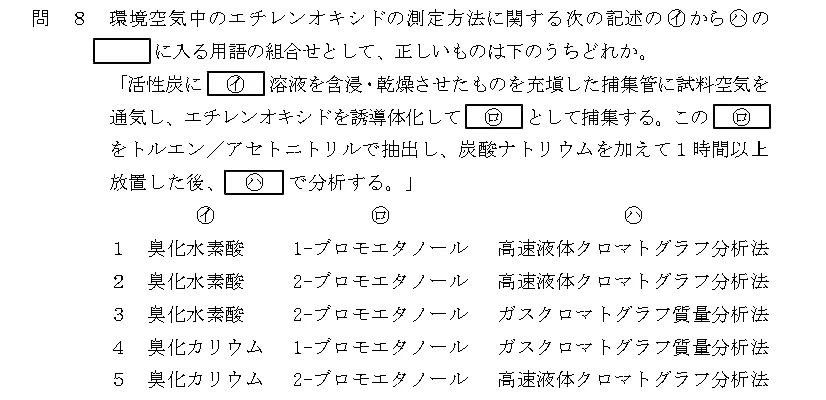 問 8 環境空気中のエチレンオキシドの測定方法に関する次の記述の㋑から㋩の
に入る用語の組合せとして、正しいものは下のうちどれか。
「活性炭に ㋑ 溶液を含浸・乾燥させたものを充塡した捕集管に試料空気を
通気し、エチレンオキシドを誘導体化して ㋺ として捕集する。この ㋺
をトルエン／アセトニトリルで抽出し、炭酸ナトリウムを加えて1時間以上
放置した後、 ㋩ で分析する。」
㋑ ㋺ ㋩
1 臭化水素酸 1-ブロモエタノール 高速液体クロマトグラフ分析法
2 臭化水素酸 2-ブロモエタノール 高速液体クロマトグラフ分析法
3 臭化水素酸 2-ブロモエタノール ガスクロマトグラフ質量分析法
4 臭化カリウム 1-ブロモエタノール ガスクロマトグラフ質量分析法
5 臭化カリウム 2-ブロモエタノール 高速液体クロマトグラフ分析法